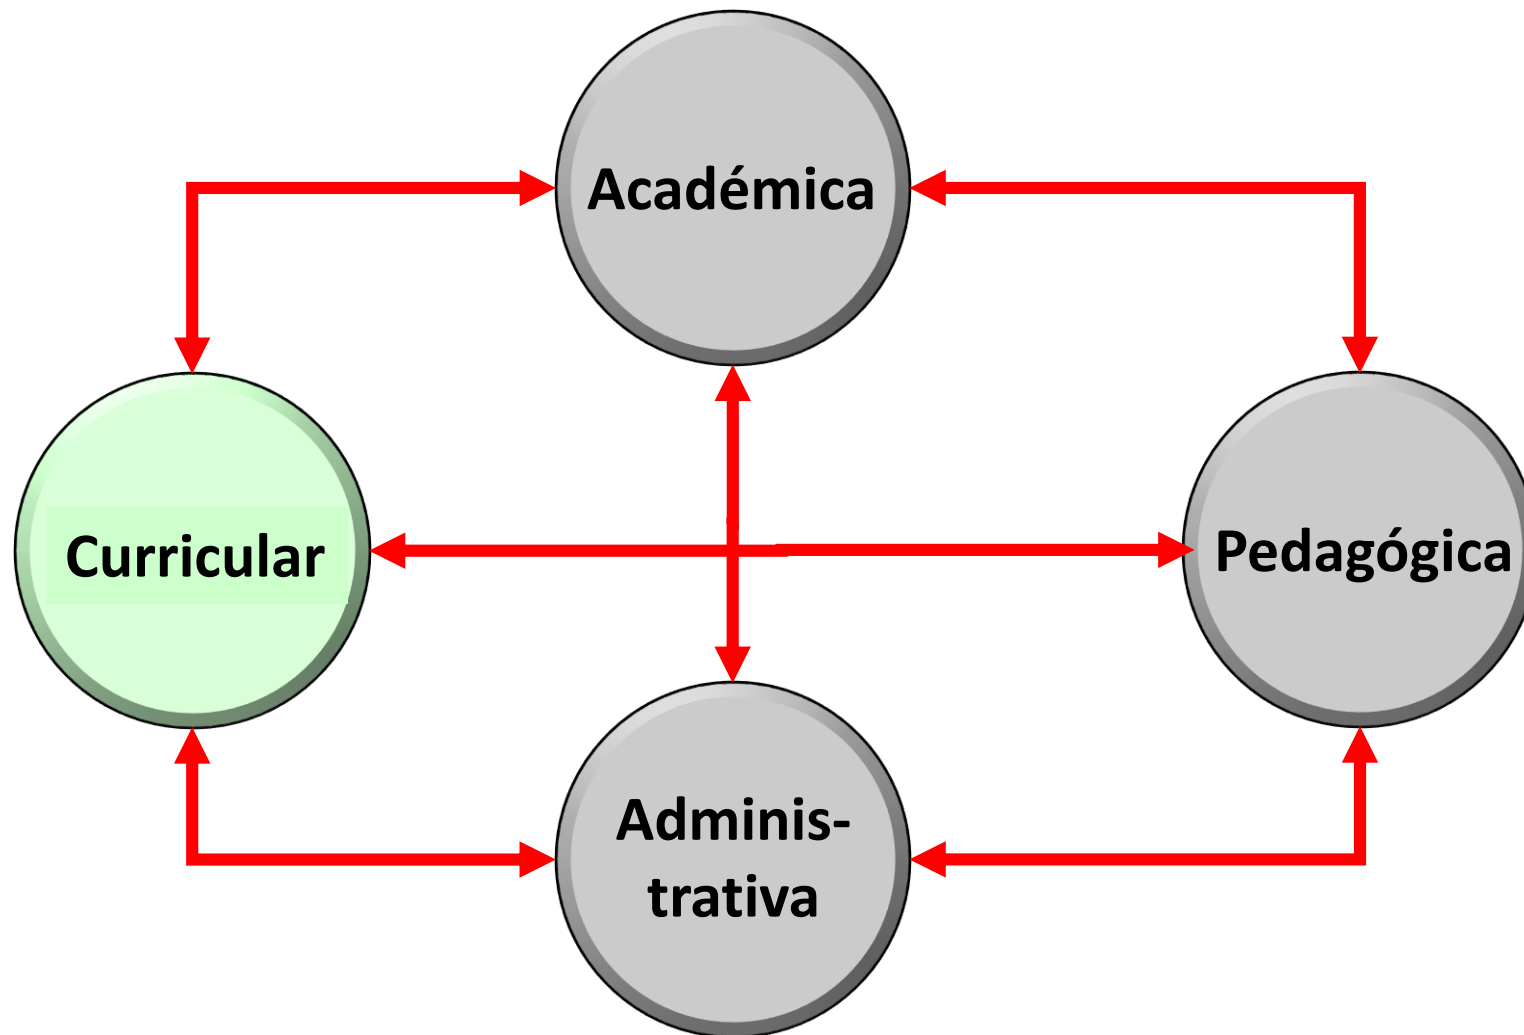 Académica
Curricular
Pedagógica
Adminis-
trativa